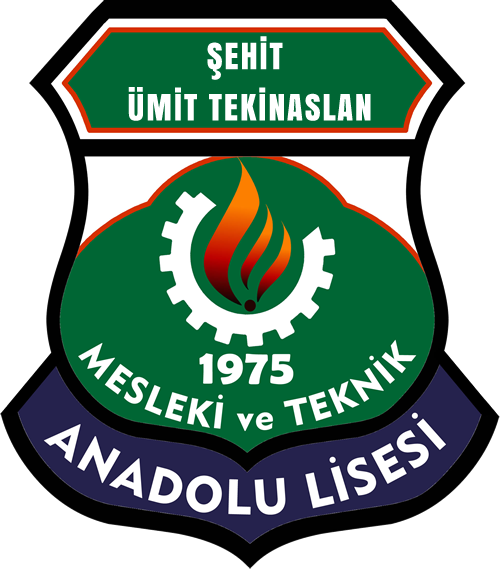 ŞEHİT
ÜMİT TEKİNASLAN
1975
MESLEKİ ve TEKNİK
ANADOLU LİSESİ